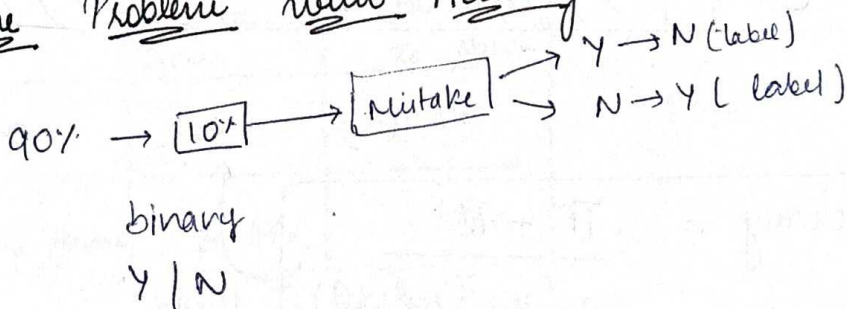 Problem
Y → N (label)
90% → 10% → Mistake
N → Y ( label )
binary
Y | N